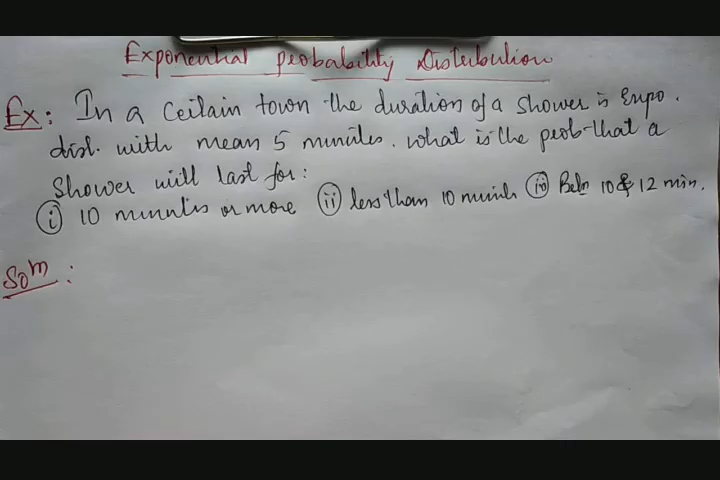 Exponential probability Distribution
Ex: In a certain town the duration of a shower is Expo.
dist. with mean 5 minutes. What is the prob that a
shower will last for:
(i) 10 minutes or more (ii) less than 10 minute (iii) Betn 10 & 12 min.
Soln: